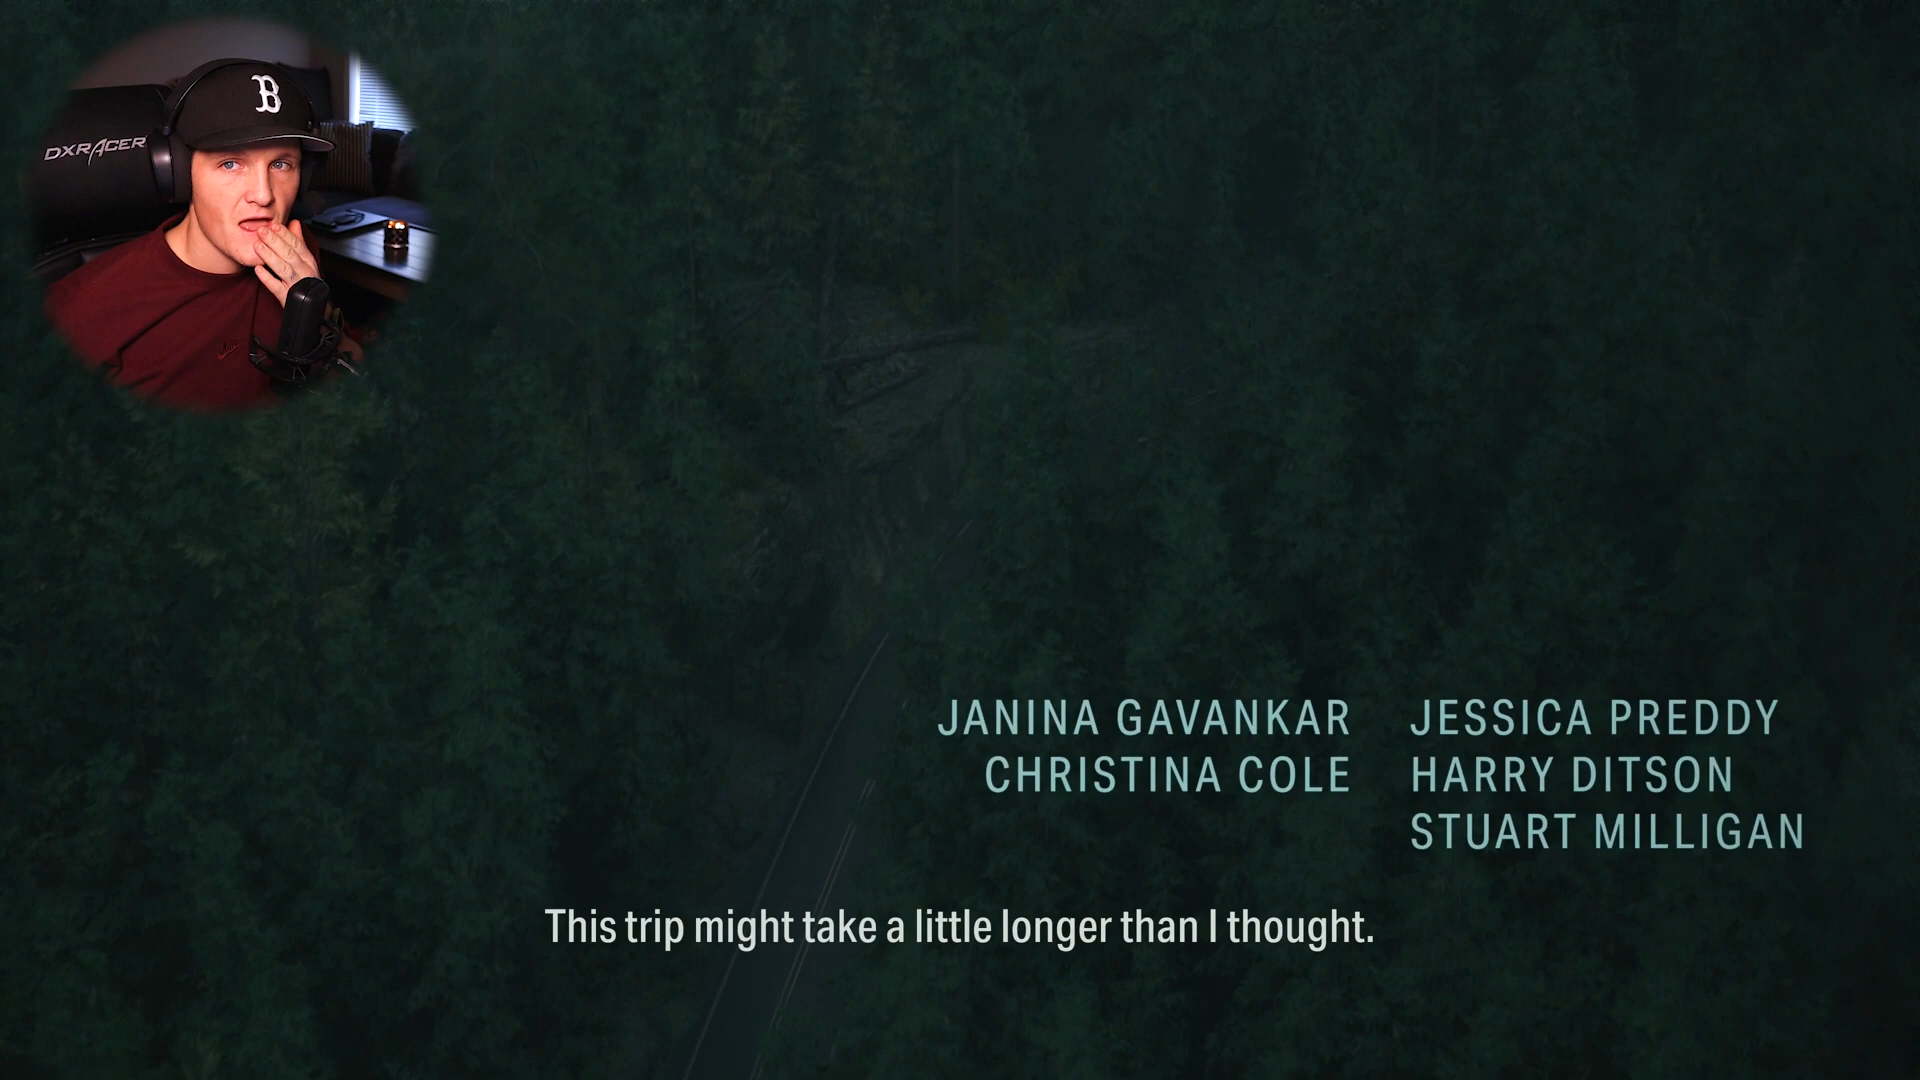 B
DXRACER
JANINA GAVANKAR
CHRISTINA COLE
JESSICA PREDDY
HARRY DITSON
STUART MILLIGAN
This trip might take a little longer than I thought.